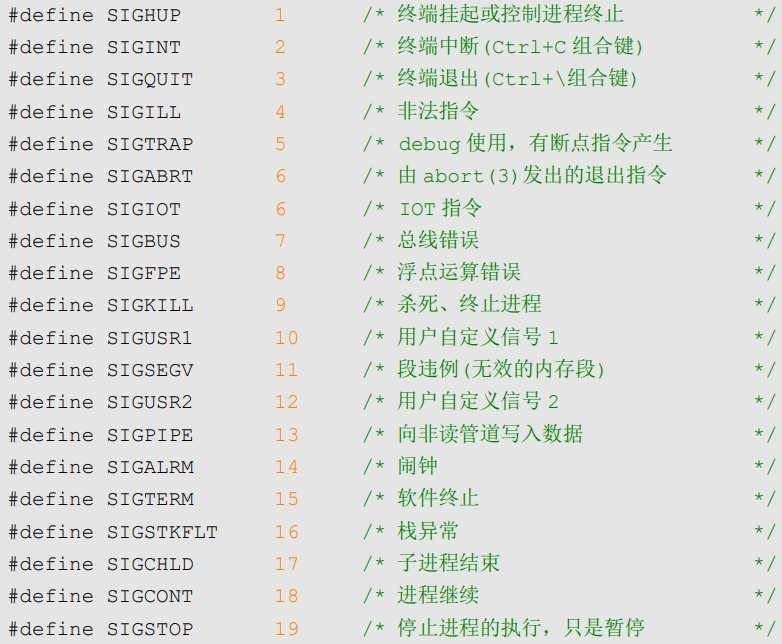 #define SIGHUP 1 /* 终端挂起或控制进程终止 */
#define SIGINT 2 /* 终端中断(Ctrl+C 组合键) */
#define SIGQUIT 3 /* 终端退出(Ctrl+\组合键) */
#define SIGILL 4 /* 非法指令 */
#define SIGTRAP 5 /* debug 使用，有断点指令产生 */
#define SIGABRT 6 /* 由 abort(3)发出的退出指令 */
#define SIGIOT 6 /* IOT 指令 */
#define SIGBUS 7 /* 总线错误 */
#define SIGFPE 8 /* 浮点运算错误 */
#define SIGKILL 9 /* 杀死、终止进程 */
#define SIGUSR1 10 /* 用户自定义信号 1 */
#define SIGSEGV 11 /* 段违例(无效的内存段) */
#define SIGUSR2 12 /* 用户自定义信号 2 */
#define SIGPIPE 13 /* 向非读管道写入数据 */
#define SIGALRM 14 /* 闹钟 */
#define SIGTERM 15 /* 软件终止 */
#define SIGSTKFLT 16 /* 栈异常 */
#define SIGCHLD 17 /* 子进程结束 */
#define SIGCONT 18 /* 进程继续 */
#define SIGSTOP 19 /* 停止进程的执行，只是暂停 */